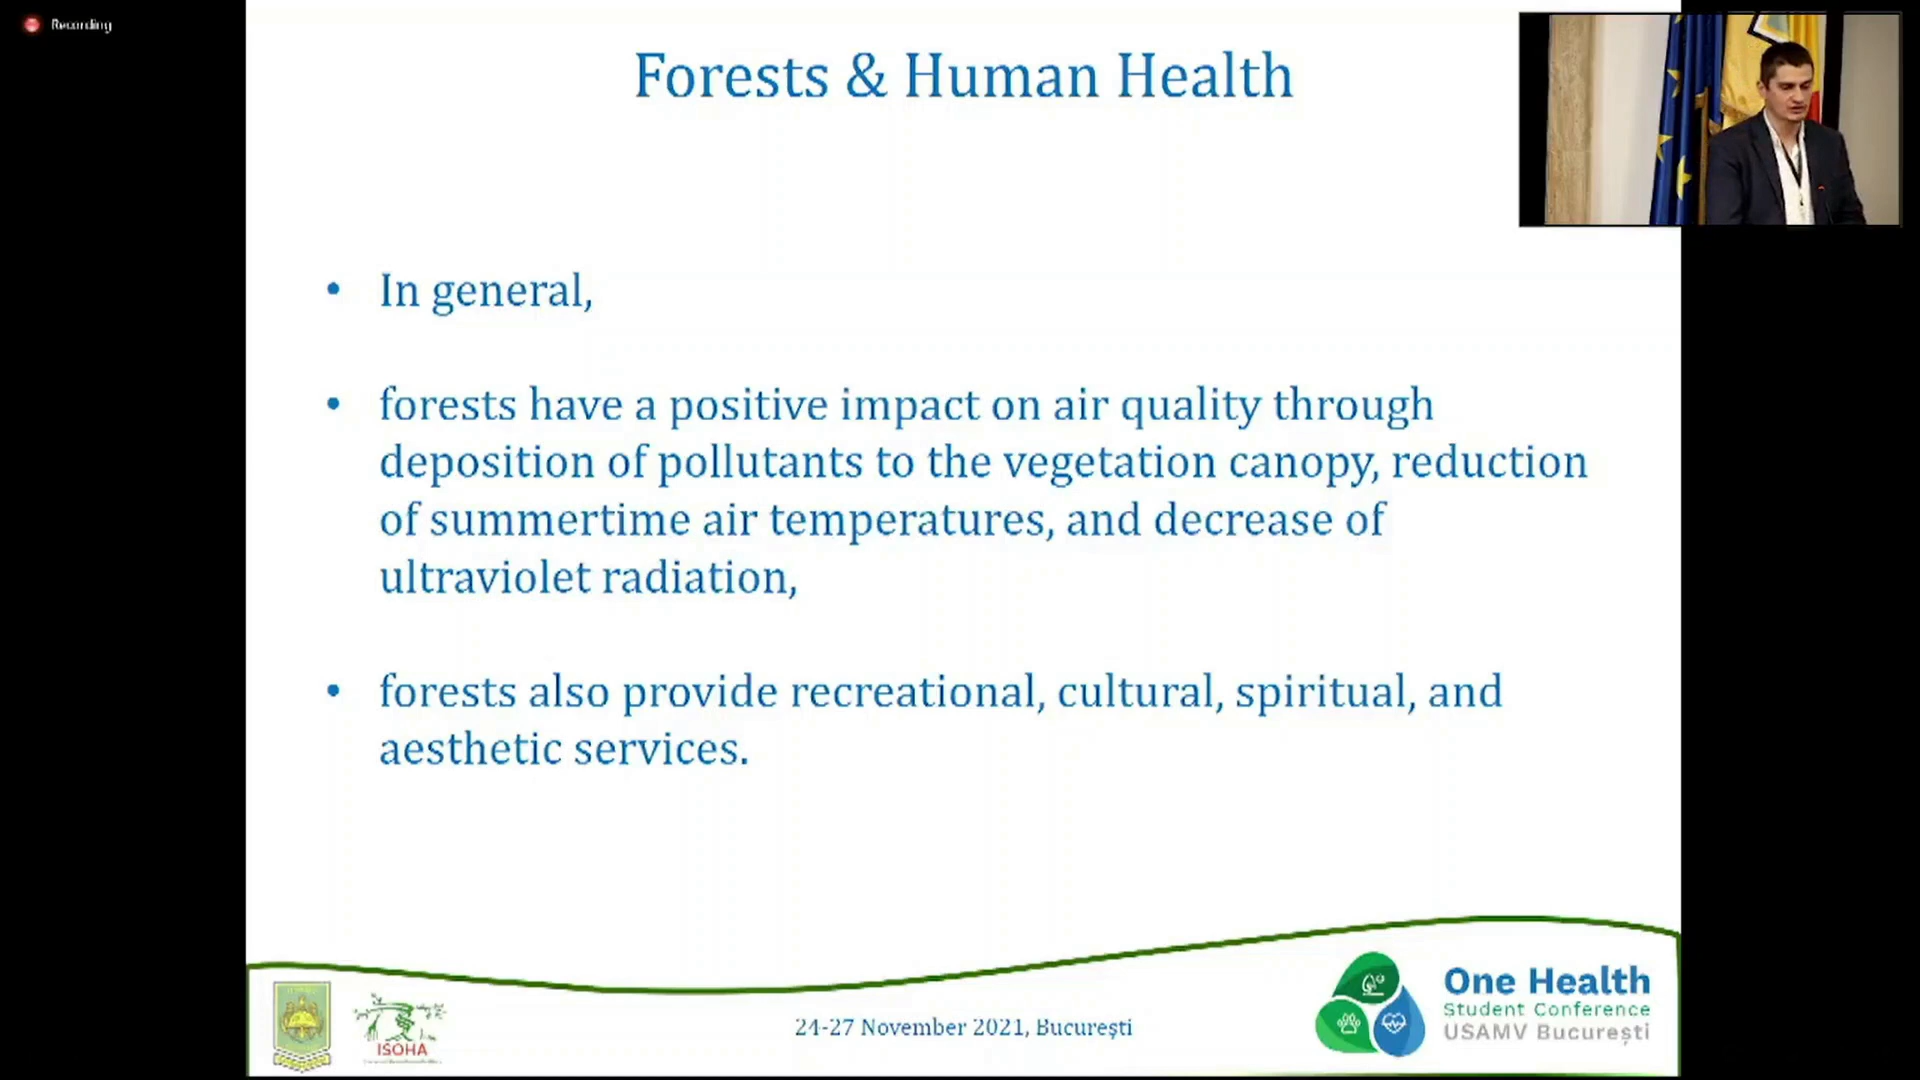 Recording
Forests & Human Health
• In general,
• forests have a positive impact on air quality through
deposition of pollutants to the vegetation canopy, reduction
of summertime air temperatures, and decrease of
ultraviolet radiation,
• forests also provide recreational, cultural, spiritual, and
aesthetic services.
ISOHA
24-27 November 2021, București
One Health
Student Conference
USAMV București